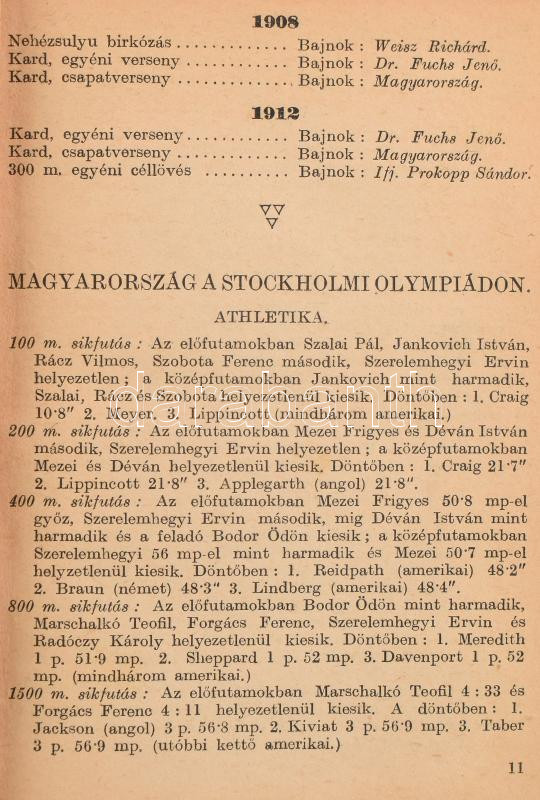 1908
Nehézsulyu birkózás ............ Bajnok : Weisz Richárd.
Kard, egyéni verseny ............ Bajnok : Dr. Fuchs Jenő.
Kard, csapatverseny ............. Bajnok : Magyarország.
1912
Kard, egyéni verseny ............ Bajnok : Dr. Fuchs Jenő.
Kard, csapatverseny ............. Bajnok : Magyarország.
300 m. egyéni céllövés .......... Bajnok : Ifj. Prokopp Sándor.
MAGYARORSZÁG A STOCKHOLMI OLYMPIÁDON.
ATHLETIKA.
100 m. sikfutás : Az előfutamokban Szalai Pál, Jankovich István,
Rácz Vilmos, Szobota Ferenc második, Szerelemhegyi Ervin
helyezetlen ; a középfutamokban Jankovich mint harmadik,
Szalai, Rácz és Szobota helyezetlenül kiesik. Döntőben : 1. Craig
10·8" 2. Meyer, 3. Lippincott (mindhárom amerikai.)
200 m. sikfutás : Az előfutamokban Mezei Frigyes és Déván István
második, Szerelemhegyi Ervin helyezetlen ; a középfutamokban
Mezei és Déván helyezetlenül kiesik. Döntőben : 1. Craig 21·7"
2. Lippincott 21·8" 3. Applegarth (angol) 21·8".
400 m. sikfutás : Az előfutamokban Mezei Frigyes 50·8 mp-el
győz, Szerelemhegyi Ervin második, mig Déván István mint
harmadik és a feladó Bodor Ödön kiesik ; a középfutamokban
Szerelemhegyi 56 mp-el mint harmadik és Mezei 50·7 mp-el
helyzetlenül kiesik. Döntőben : 1. Reidpath (amerikai) 48·2"
2. Braun (német) 48·3" 3. Lindberg (amerikai) 48·4".
800 m. sikfutás : Az előfutamokban Bodor Ödön mint harmadik,
Marschalkó Teofil, Forgács Ferenc, Szerelemhegyi Ervin és
Radóczy Károly helyezetlenül kiesik. Döntőben : 1. Meredith
1 p. 51·9 mp. 2. Sheppard 1 p. 52 mp. 3. Davenport 1 p. 52
mp. (mindhárom amerikai.)
1500 m. sikfutás : Az előfutamokban Marschalkó Teofil 4 : 33 és
Forgács Ferenc 4 : 11 helyezetlenül kiesik. A döntőben : 1.
Jackson (angol) 3 p. 56·8 mp. 2. Kiviat 3 p. 56·9 mp. 3. Taber
3 p. 56·9 mp. (utóbbi kettő amerikai.)
11
darabanth